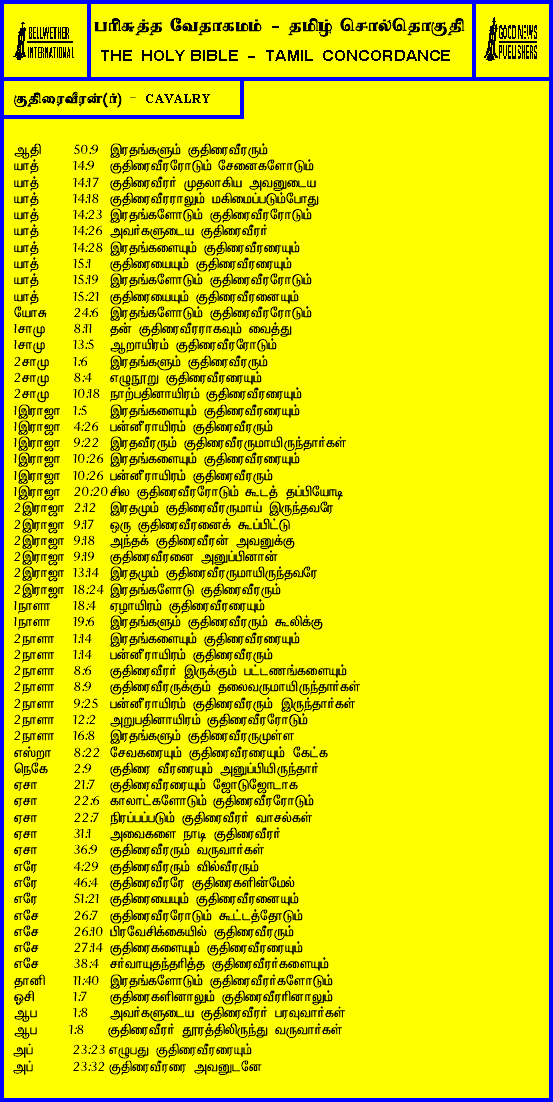 BELLWETHER
INTERNATIONAL
பரிசுத்த வேதாகமம் - தமிழ் சொல்தொகுதி
THE HOLY BIBLE - TAMIL CONCORDANCE
GOOD NEWS
PUBLISHERS
குதிரைவீரன்(ர்) - CAVALRY
ஆதி 50:9 இரதங்களும் குதிரைவீரரும்
யாத் 14:9 குதிரைவீரரோடும் சேனைகளோடும்
யாத் 14:17 குதிரைவீரர் முதலாகிய அவனுடைய
யாத் 14:18 குதிரைவீரராலும் மகிமைப்படும்போது
யாத் 14:23 இரதங்களோடும் குதிரைவீரரோடும்
யாத் 14:26 அவர்களுடைய குதிரைவீரர்
யாத் 14:28 இரதங்களையும் குதிரைவீரரையும்
யாத் 15:1 குதிரையையும் குதிரைவீரரையும்
யாத் 15:19 இரதங்களோடும் குதிரைவீரரோடும்
யாத் 15:21 குதிரையையும் குதிரைவீரனையும்
யோசு 24:6 இரதங்களோடும் குதிரைவீரரோடும்
1சாமு 8:11 தன் குதிரைவீரராகவும் வைத்து
1சாமு 13:5 ஆறாயிரம் குதிரைவீரரோடும்
2சாமு 1:6 இரதங்களும் குதிரைவீரரும்
2சாமு 8:4 எழுநூறு குதிரைவீரரையும்
2சாமு 10:18 நாற்பதினாயிரம் குதிரைவீரரையும்
1இராஜா 1:5 இரதங்களையும் குதிரைவீரரையும்
1இராஜா 4:26 பன்னீராயிரம் குதிரைவீரரும்
1இராஜா 9:22 இரதவீரரும் குதிரைவீரருமாயிருந்தார்கள்
1இராஜா 10:26 இரதங்களையும் குதிரைவீரரையும்
1இராஜா 10:26 பன்னீராயிரம் குதிரைவீரரும்
1இராஜா 20:20 சில குதிரைவீரரோடும் கூடத் தப்பியோடி
2இராஜா 2:12 இரதமும் குதிரைவீரருமாய் இருந்தவரே
2இராஜா 9:17 ஒரு குதிரைவீரனைக் கூப்பிட்டு
2இராஜா 9:18 அந்தக் குதிரைவீரன் அவனுக்கு
2இராஜா 9:19 குதிரைவீரனை அனுப்பினான்
2இராஜா 13:14 இரதமும் குதிரைவீரருமாயிருந்தவரே
2இராஜா 18:24 இரதங்களோடு குதிரைவீரரும்
1நாளா 18:4 ஏழாயிரம் குதிரைவீரரையும்
1நாளா 19:6 இரதங்களும் குதிரைவீரரும் கூலிக்கு
2நாளா 1:14 இரதங்களையும் குதிரைவீரரையும்
2நாளா 1:14 பன்னீராயிரம் குதிரைவீரரும்
2நாளா 8:6 குதிரைவீரர் இருக்கும் பட்டணங்களையும்
2நாளா 8:9 குதிரைவீரருக்கும் தலைவருமாயிருந்தார்கள்
2நாளா 9:25 பன்னீராயிரம் குதிரைவீரரும் இருந்தார்கள்
2நாளா 12:2 அறுபதினாயிரம் குதிரைவீரரோடும்
2நாளா 16:8 இரதங்களும் குதிரைவீரருமுள்ள
எஸ்றா 8:22 சேவகரையும் குதிரைவீரரையும் கேட்க
நெகே 2:9 குதிரை வீரரையும் அனுப்பியிருந்தார்
ஏசா 21:7 குதிரைவீரரையும் ஜோடுஜோடாக
ஏசா 22:6 காலாட்களோடும் குதிரைவீரரோடும்
ஏசா 22:7 நிரப்பப்படும் குதிரைவீரர் வாசல்கள்
ஏசா 31:1 அவைகளை நாடி குதிரைவீரர்
ஏசா 36:9 குதிரைவீரரும் வருவார்கள்
எரே 4:29 குதிரைவீரரும் வில்வீரரும்
எரே 46:4 குதிரைவீரரே குதிரைகளின்மேல்
எரே 51:21 குதிரையையும் குதிரைவீரனையும்
எசே 26:7 குதிரைவீரரோடும் கூட்டத்தோடும்
எசே 26:10 பிரவேசிக்கையில் குதிரைவீரரும்
எசே 27:14 குதிரைகளையும் குதிரைவீரரையும்
எசே 38:4 சர்வாயுதந்தரித்த குதிரைவீரர்களையும்
தானி 11:40 இரதங்களோடும் குதிரைவீரர்களோடும்
ஓசி 1:7 குதிரைகளினாலும் குதிரைவீரரினாலும்
ஆப 1:8 அவர்களுடைய குதிரைவீரர் பரவுவார்கள்
ஆப 1:8 குதிரைவீரர் தூரத்திலிருந்து வருவார்கள்
அப் 23:23 எழுபது குதிரைவீரரையும்
அப் 23:32 குதிரைவீரரை அவனுடனே